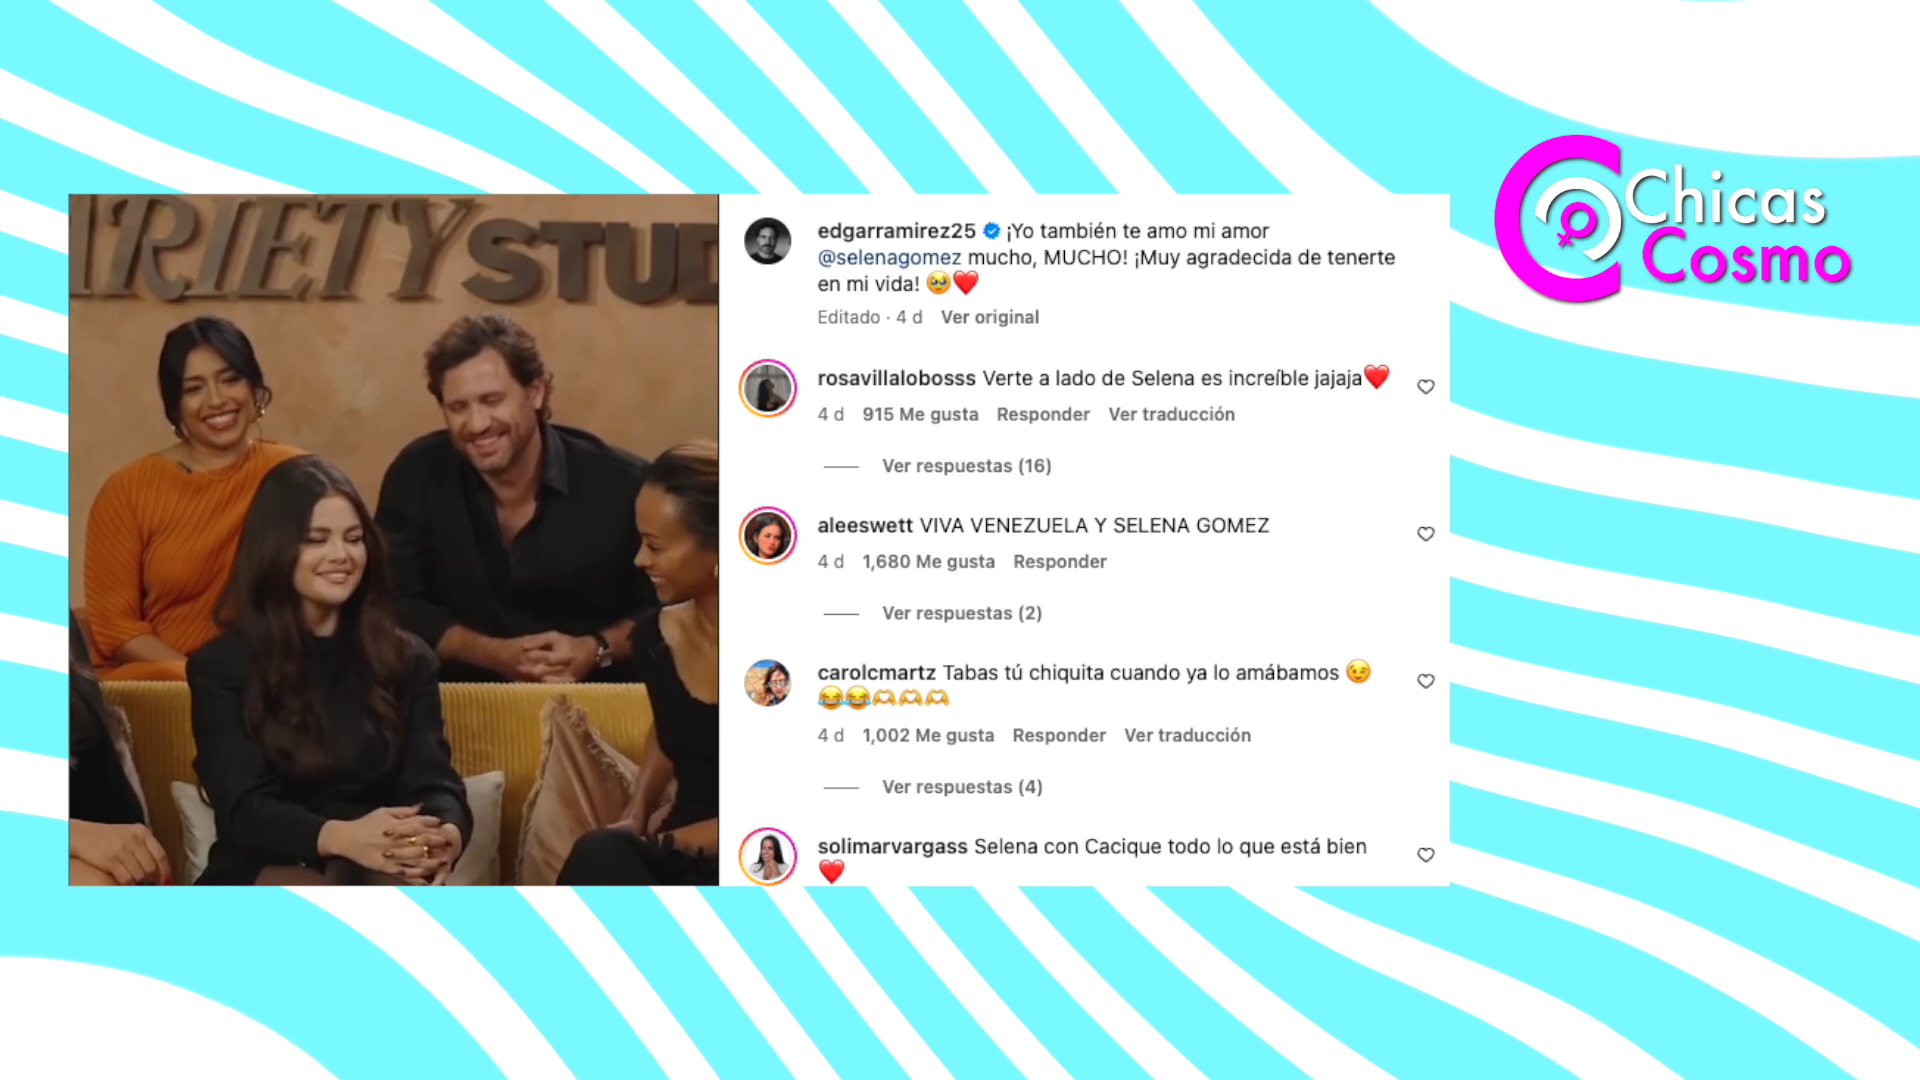 VARIETY STUD
edgarramirez25 ¡Yo también te amo mi amor
@selenagomez mucho, MUCHO! ¡Muy agradecida de tenerte
en mi vida! 🥹❤️
Editado · 4 d Ver original
rosavillalobosss Verte a lado de Selena es increíble jajaja❤️
4 d 915 Me gusta Responder Ver traducción
Ver respuestas (16)
aleeswett VIVA VENEZUELA Y SELENA GOMEZ
4 d 1,680 Me gusta Responder
Ver respuestas (2)
carolcmartz Tabas tú chiquita cuando ya lo amábamos 😉
😂😂🫶🫶🫶
4 d 1,002 Me gusta Responder Ver traducción
Ver respuestas (4)
solimarvargass Selena con Cacique todo lo que está bien
❤️
Chicas
Cosmo